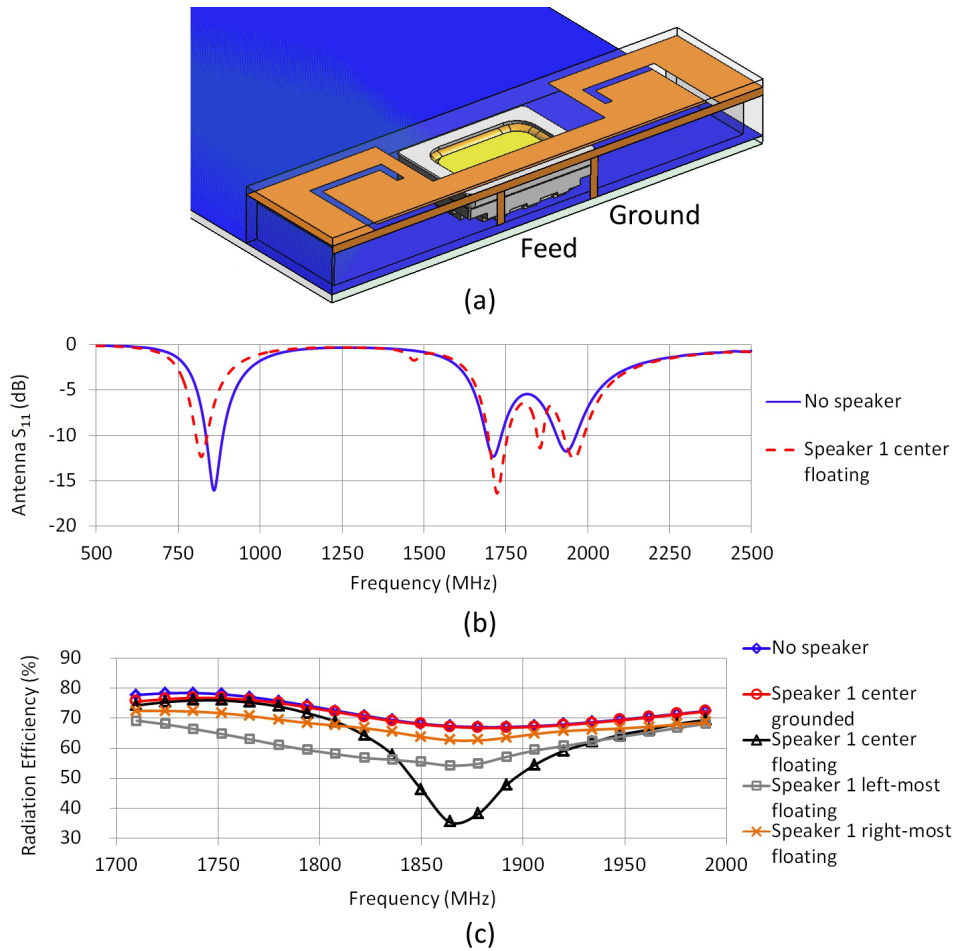 Ground
Feed
(a)
0
-5
-10
-15
-20
Antenna S11 (dB)
500 750 1000 1250 1500 1750 2000 2250 2500
Frequency (MHz)
No speaker
Speaker 1 center
floating
(b)
90
80
70
60
50
40
30
Radiation Efficiency (%)
1700 1750 1800 1850 1900 1950 2000
Frequency (MHz)
No speaker
Speaker 1 center
grounded
Speaker 1 center
floating
Speaker 1 left-most
floating
Speaker 1 right-most
floating
(c)